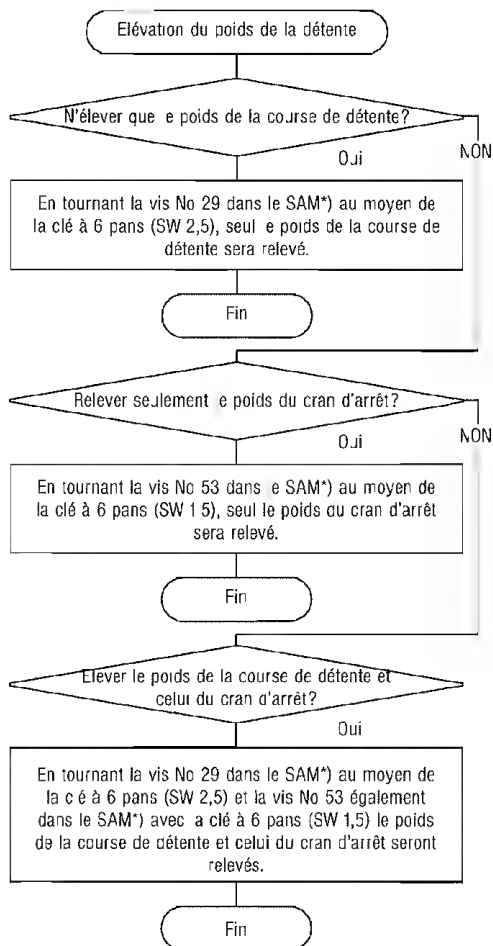 Elévation du poids de la détente
N'élever que e poids de la course de détente?
Oui
NON
En tournant la vis No 29 dans le SAM*) au moyen de
la clé à 6 pans (SW 2,5), seul e poids de la course de
détente sera relevé.
Fin
Relever seulement e poids du cran d'arrêt?
Oui
NON
En tournant la vis No 53 dans e SAM*) au moyen de
la clé à 6 pans (SW 1 5), seul le poids du cran d'arrêt
sera relevé.
Fin
Elever le poids de la course de détente et
celui du cran d'arrêt?
Oui
En tournant la vis No 29 dans le SAM*) au moyen de
la c é à 6 pans (SW 2,5) et la vis No 53 également
dans le SAM*) avec a clé à 6 pans (SW 1,5) le poids
de la course de détente et celui du cran d'arrêt seront
relevés.
Fin